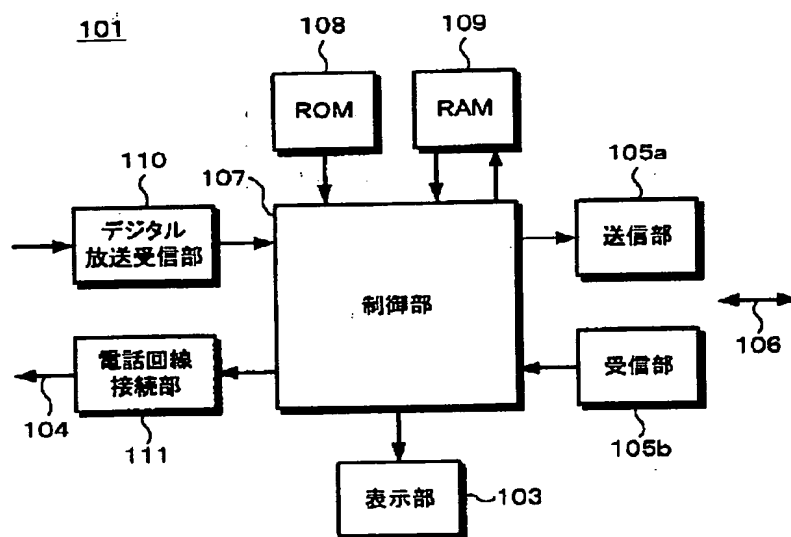 101
108
109
ROM
RAM
110
107
105a
デジタル
放送受信部
送信部
制御部
106
電話回線
接続部
受信部
104
111
105b
表示部
103